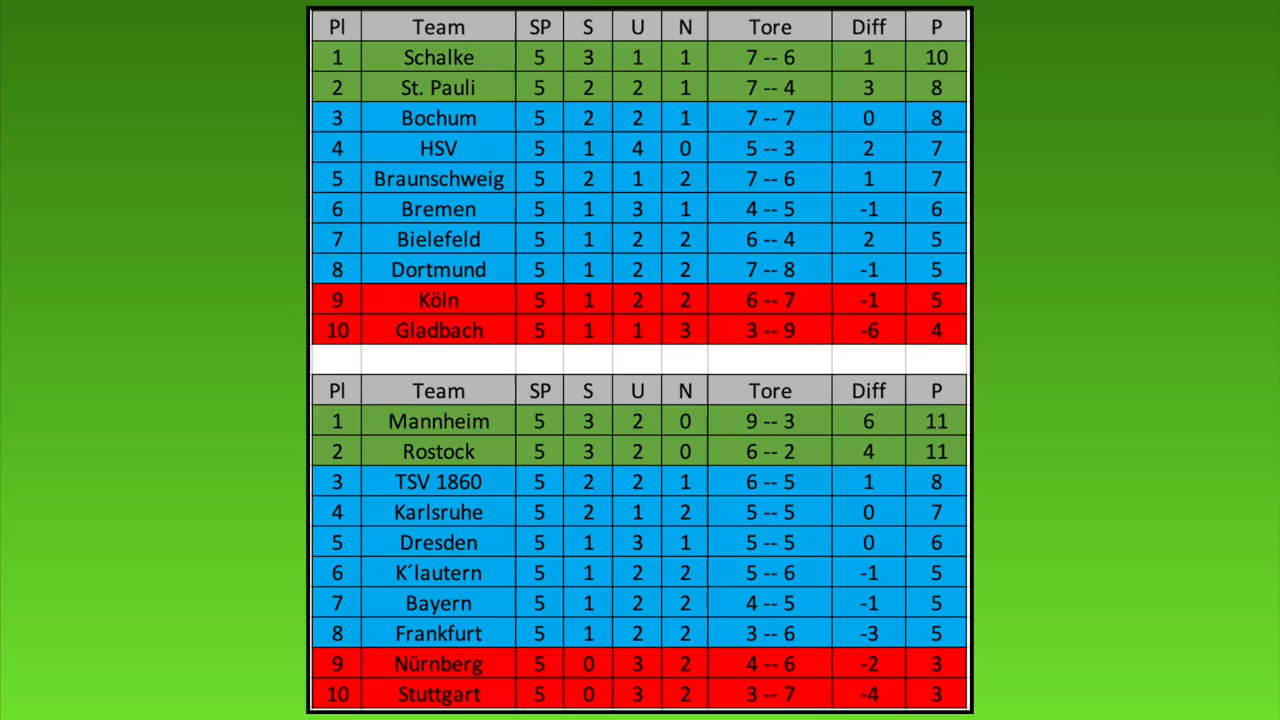 Pl Team SP S U N Tore Diff P
1 Schalke 5 3 1 1 7 -- 6 1 10
2 St. Pauli 5 2 2 1 7 -- 4 3 8
3 Bochum 5 2 2 1 7 -- 7 0 8
4 HSV 5 1 4 0 5 -- 3 2 7
5 Braunschweig 5 2 1 2 7 -- 6 1 7
6 Bremen 5 1 3 1 4 -- 5 -1 6
7 Bielefeld 5 1 2 2 6 -- 4 2 5
8 Dortmund 5 1 2 2 7 -- 8 -1 5
9 Köln 5 1 2 2 6 -- 7 -1 5
10 Gladbach 5 1 1 3 3 -- 9 -6 4
Pl Team SP S U N Tore Diff P
1 Mannheim 5 3 2 0 9 -- 3 6 11
2 Rostock 5 3 2 0 6 -- 2 4 11
3 TSV 1860 5 2 2 1 6 -- 5 1 8
4 Karlsruhe 5 2 1 2 5 -- 5 0 7
5 Dresden 5 1 3 1 5 -- 5 0 6
6 K´lautern 5 1 2 2 5 -- 6 -1 5
7 Bayern 5 1 2 2 4 -- 5 -1 5
8 Frankfurt 5 1 2 2 3 -- 6 -3 5
9 Nürnberg 5 0 3 2 4 -- 6 -2 3
10 Stuttgart 5 0 3 2 3 -- 7 -4 3